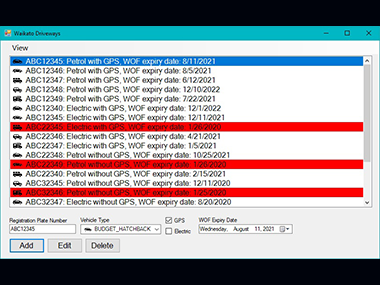 Waikato Driveways
View
ABC12345: Petrol with GPS, WOF expiry date: 8/11/2021
ABC12346: Petrol with GPS, WOF expiry date: 8/5/2021
ABC12347: Petrol with GPS, WOF expiry date: 6/12/2021
ABC12348: Petrol with GPS, WOF expiry date: 12/10/2022
ABC12349: Petrol with GPS, WOF expiry date: 7/22/2021
ABC12340: Electric with GPS, WOF expiry date: 12/1/2022
ABC22345: Electric with GPS, WOF expiry date: 12/11/2021
ABC32345: Electric with GPS, WOF expiry date: 1/26/2020
ABC22346: Electric with GPS, WOF expiry date: 4/21/2021
ABC22347: Electric with GPS, WOF expiry date: 1/5/2021
ABC22348: Petrol without GPS, WOF expiry date: 10/25/2021
ABC22349: Petrol without GPS, WOF expiry date: 1/26/2020
ABC22340: Petrol without GPS, WOF expiry date: 2/15/2021
ABC32345: Petrol without GPS, WOF expiry date: 12/11/2020
ABC32346: Petrol without GPS, WOF expiry date: 1/25/2020
ABC32347: Electric without GPS, WOF expiry date: 8/20/2020
Registration Plate Number
Vehicle Type
GPS
WOF Expiry Date
ABC12345
BUDGET_HATCHBACK
Electric
Wednesday, August 11, 2021
Add
Edit
Delete